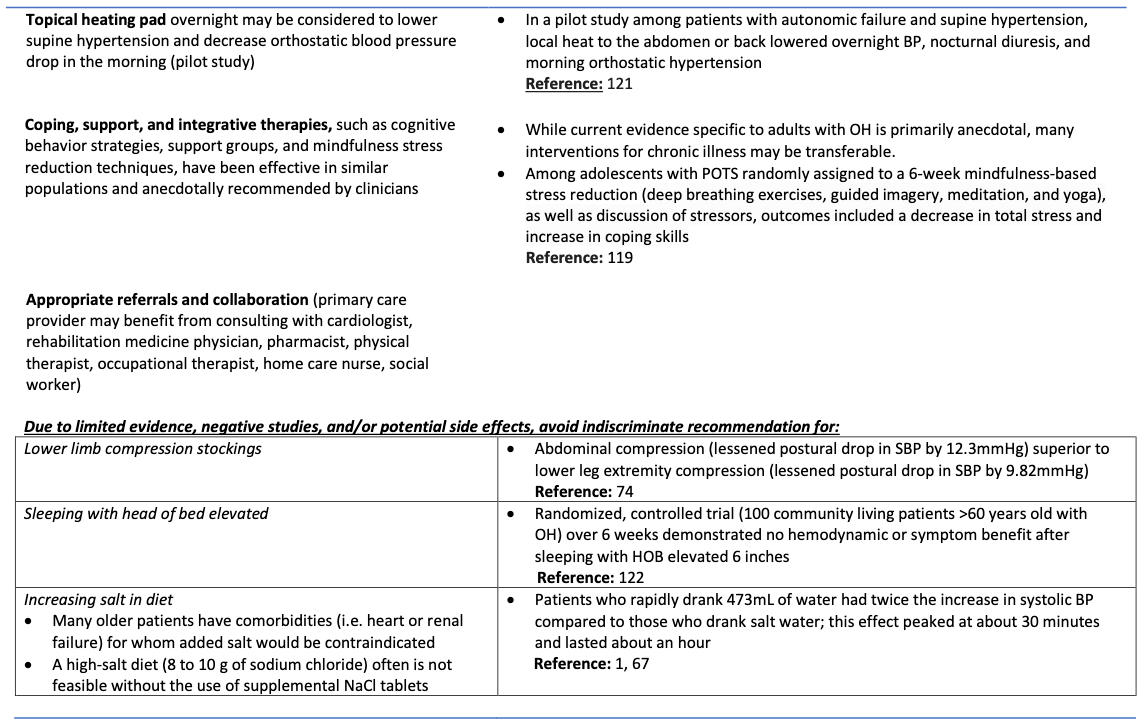 Topical heating pad overnight may be considered to lower
supine hypertension and decrease orthostatic blood pressure
drop in the morning (pilot study)
• In a pilot study among patients with autonomic failure and supine hypertension,
local heat to the abdomen or back lowered overnight BP, nocturnal diuresis, and
morning orthostatic hypertension
Reference: 121
Coping, support, and integrative therapies, such as cognitive
behavior strategies, support groups, and mindfulness stress
reduction techniques, have been effective in similar
populations and anecdotally recommended by clinicians
• While current evidence specific to adults with OH is primarily anecdotal, many
interventions for chronic illness may be transferable.
• Among adolescents with POTS randomly assigned to a 6-week mindfulness-based
stress reduction (deep breathing exercises, guided imagery, meditation, and yoga),
as well as discussion of stressors, outcomes included a decrease in total stress and
increase in coping skills
Reference: 119
Appropriate referrals and collaboration (primary care
provider may benefit from consulting with cardiologist,
rehabilitation medicine physician, pharmacist, physical
therapist, occupational therapist, home care nurse, social
worker)
Due to limited evidence, negative studies, and/or potential side effects, avoid indiscriminate recommendation for:
Lower limb compression stockings
• Abdominal compression (lessened postural drop in SBP by 12.3mmHg) superior to
lower leg extremity compression (lessened postural drop in SBP by 9.82mmHg)
Reference: 74
Sleeping with head of bed elevated
• Randomized, controlled trial (100 community living patients >60 years old with
OH) over 6 weeks demonstrated no hemodynamic or symptom benefit after
sleeping with HOB elevated 6 inches
Reference: 122
Increasing salt in diet
• Many older patients have comorbidities (i.e. heart or renal
failure) for whom added salt would be contraindicated
• A high-salt diet (8 to 10 g of sodium chloride) often is not
feasible without the use of supplemental NaCl tablets
• Patients who rapidly drank 473mL of water had twice the increase in systolic BP
compared to those who drank salt water; this effect peaked at about 30 minutes
and lasted about an hour
Reference: 1, 67